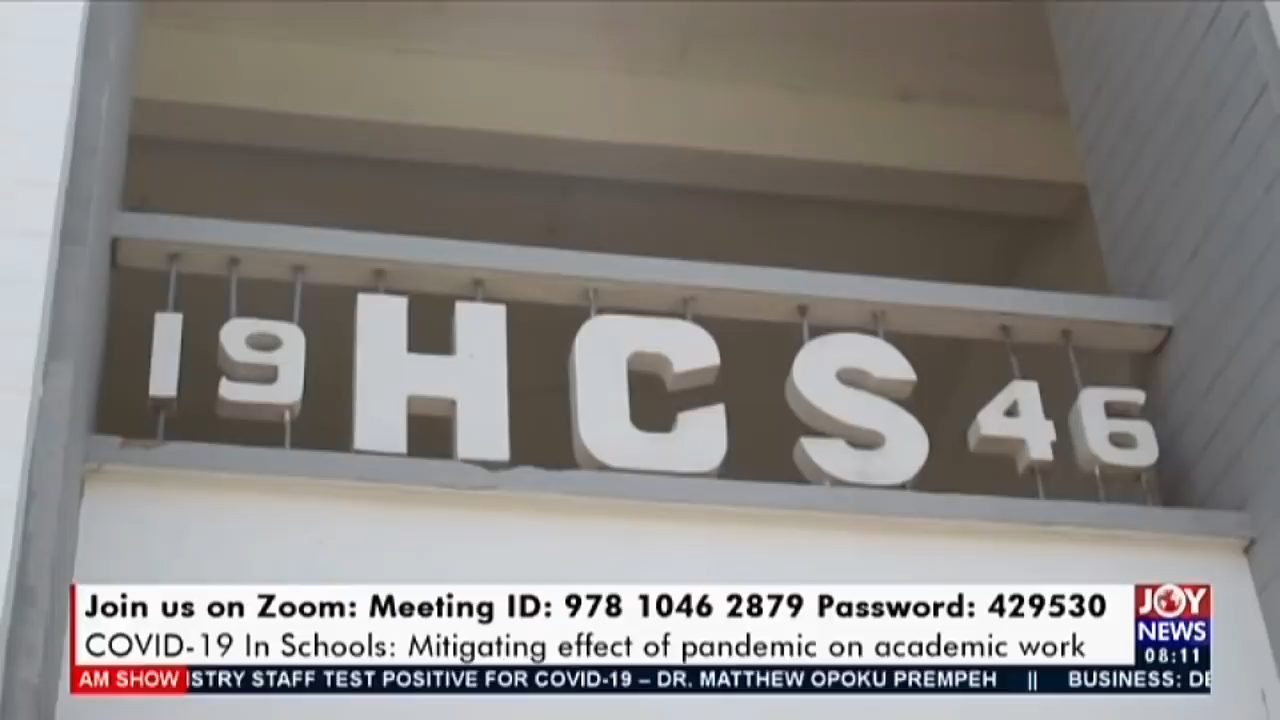 19 HCS 46
Join us on Zoom: Meeting ID: 978 1046 2879 Password: 429530
COVID-19 In Schools: Mitigating effect of pandemic on academic work
JOY
NEWS
08:11
AM SHOW
STAFF TEST POSITIVE FOR COVID-19 – DR. MATTHEW OPOKU PREMPEH || BUSINESS: